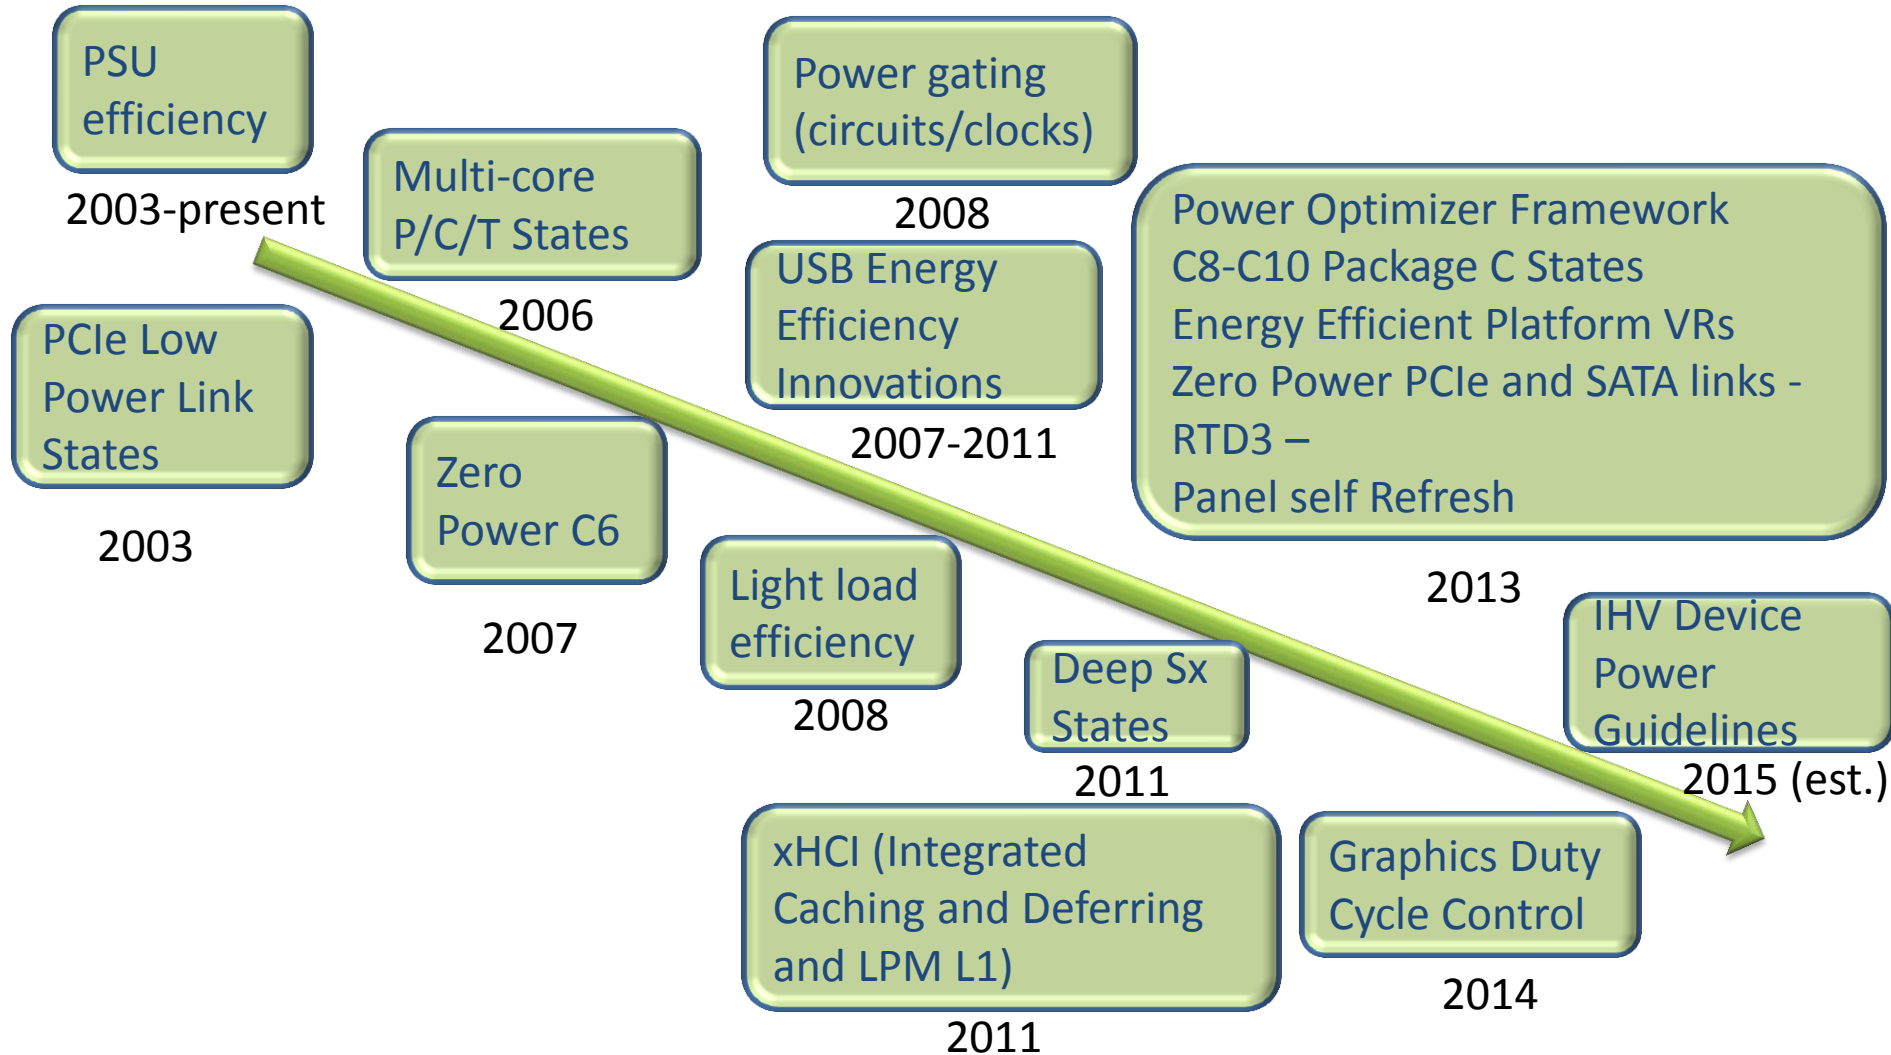 PSU
efficiency
2003-present
PCIe Low
Power Link
States
2003
Multi-core
P/C/T States
2006
Zero
Power C6
2007
Power gating
(circuits/clocks)
2008
USB Energy
Efficiency
Innovations
2007-2011
Light load
efficiency
2008
Deep Sx
States
2011
xHCI (Integrated
Caching and Deferring
and LPM L1)
2011
Power Optimizer Framework
C8-C10 Package C States
Energy Efficient Platform VRs
Zero Power PCIe and SATA links -
RTD3 –
Panel self Refresh
2013
Graphics Duty
Cycle Control
2014
IHV Device
Power
Guidelines
2015 (est.)